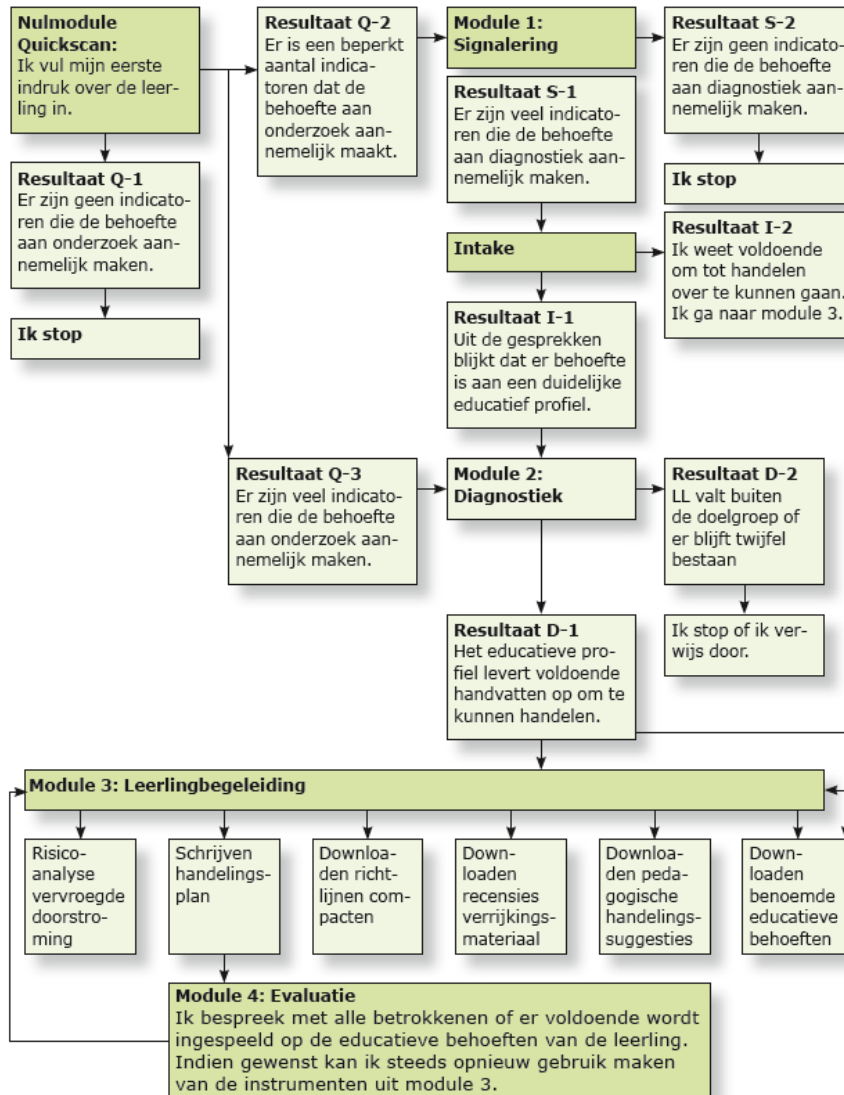 Nulmodule
Quickscan:
Ik vul mijn eerste
indruk over de leer-
ling in.
Resultaat Q-1
Er zijn geen indicato-
ren die de behoefte
aan onderzoek aan-
nemelijk maken.
Ik stop
Resultaat Q-2
Er is een beperkt
aantal indica-
toren dat de
behoefte aan
onderzoek aan-
nemelijk maakt.
Module 1:
Signalering
Resultaat S-1
Er zijn veel indicato-
ren die de behoefte
aan diagnostiek aan-
nemelijk maken.
Resultaat S-2
Er zijn geen indicato-
ren die de behoefte
aan diagnostiek aan-
nemelijk maken.
Ik stop
Intake
Resultaat I-2
Ik weet voldoende
om tot handelen
over te kunnen gaan.
Ik ga naar module 3.
Resultaat I-1
Uit de gesprekken
blijkt dat er behoefte
is aan een duidelijke
educatief profiel.
Resultaat Q-3
Er zijn veel indicato-
ren die de behoefte
aan onderzoek aan-
nemelijk maken.
Module 2:
Diagnostiek
Resultaat D-2
LL valt buiten
de doelgroep of
er blijft twijfel
bestaan
Ik stop of ik ver-
wijs door.
Resultaat D-1
Het educatieve pro-
fiel levert voldoende
handvatten op om te
kunnen handelen.
Module 3: Leerlingbegeleiding
Risico-
analyse
vervroegde
doorstro-
ming
Schrijven
handelings-
plan
Downloa-
den richt-
lijnen com-
pacten
Down-
loaden
recensies
verrijkings-
materiaal
Downloa-
den peda-
gogische
handelings-
suggesties
Down-
loaden
benoemde
educatieve
behoeften
Module 4: Evaluatie
Ik bespreek met alle betrokkenen of er voldoende wordt
ingespeeld op de educatieve behoeften van de leerling.
Indien gewenst kan ik steeds opnieuw gebruik maken
van de instrumenten uit module 3.